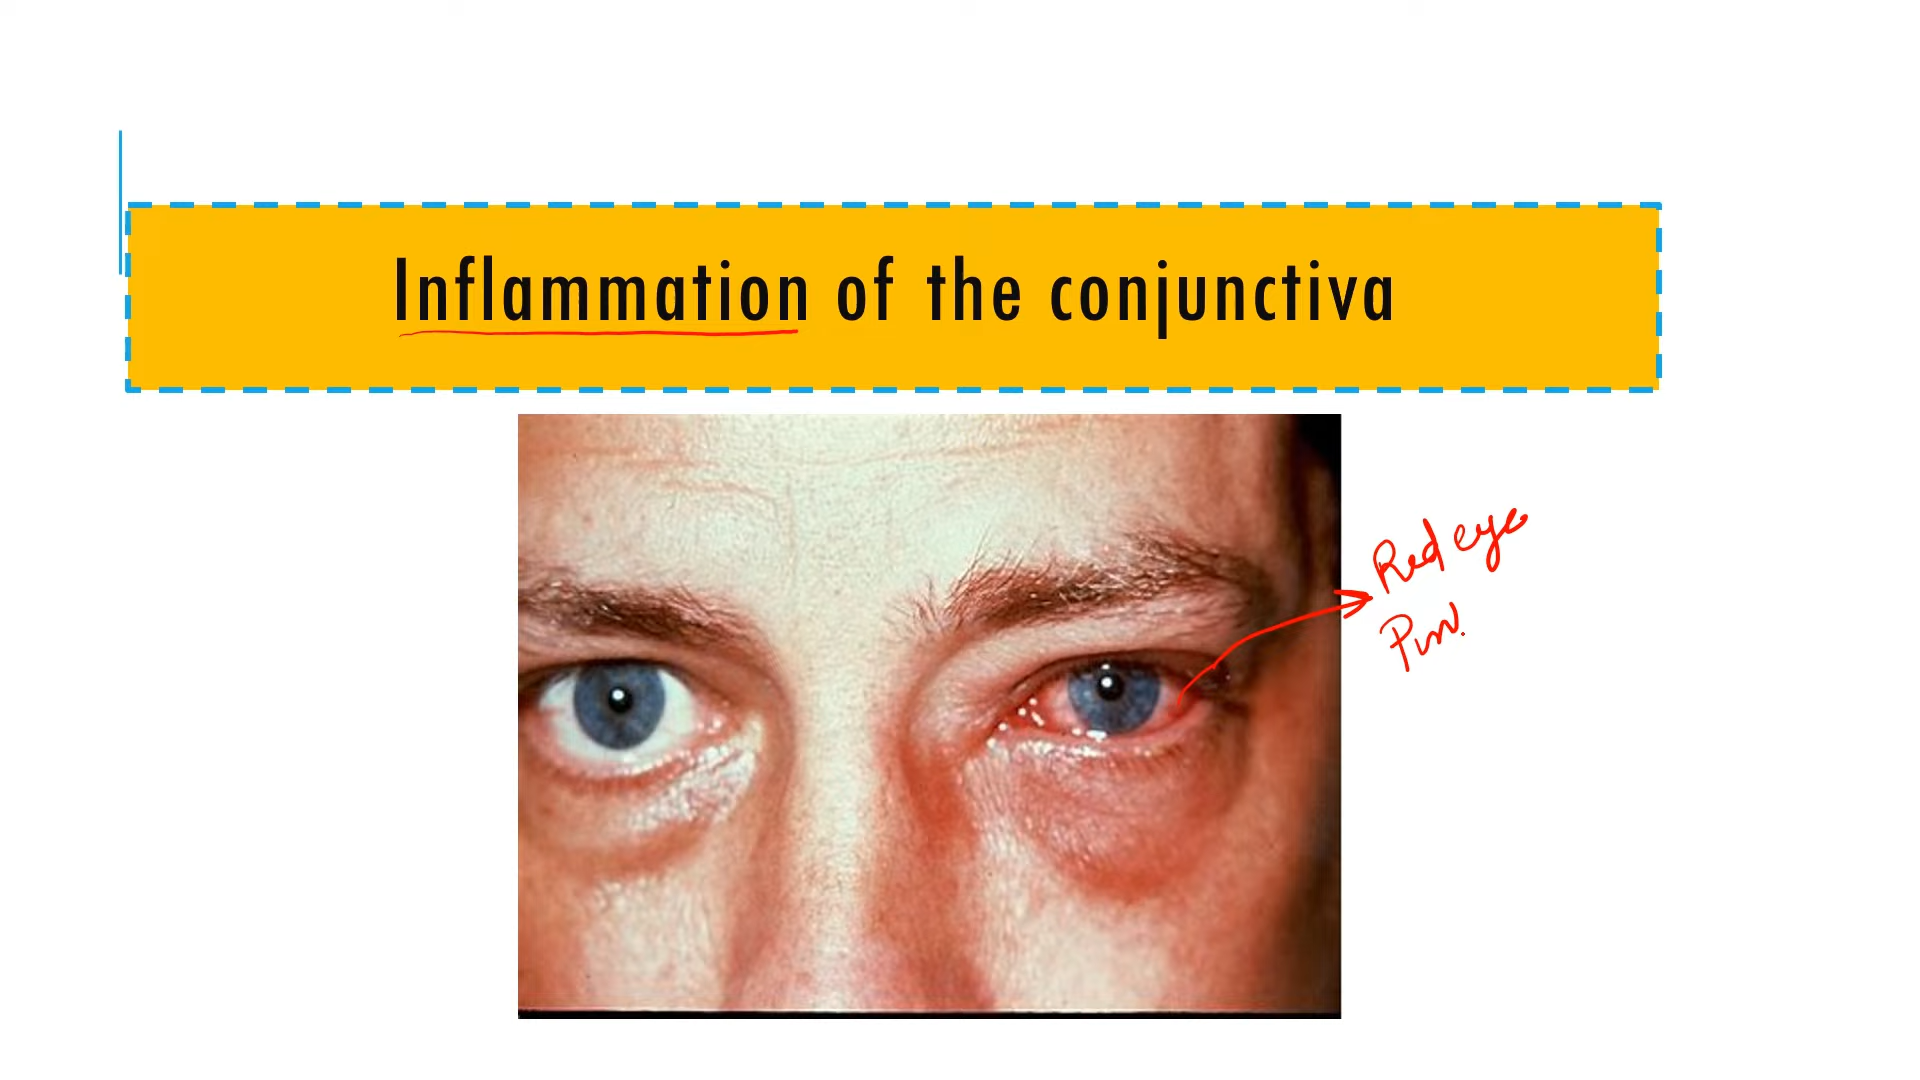 Inflammation of the conjunctiva
Red eye